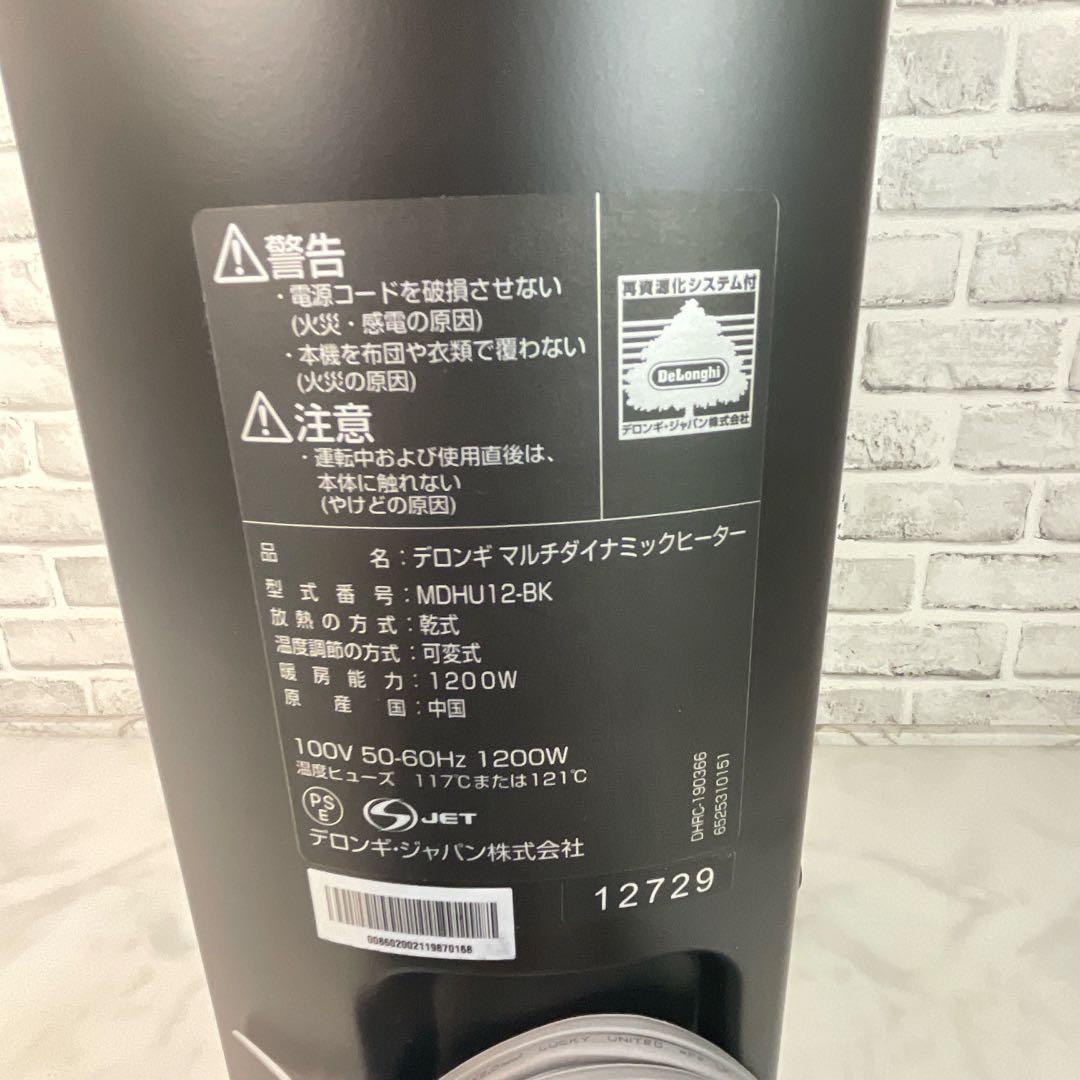 警告
・電源コードを破損させない
(火災・感電の原因)
・本機を布団や衣類で覆わない
(火災の原因)
注意
・運転中および使用直後は、
本体に触れない
(やけどの原因)
再資源化システム付
DeLonghi
デロンギ・ジャパン株式会社
品名：デロンギ マルチダイナミックヒーター
型式番号：MDHU12-BK
放熱の方式：乾式
温度調節の方式：可変式
暖房能力：1200W
原産国：中国
100V 50-60Hz 1200W
温度ヒューズ 117℃または121℃
PSE
S JET
デロンギ・ジャパン株式会社
DHRC-190366
6525310151
12729
008602002119870168
LUCKY UNITED